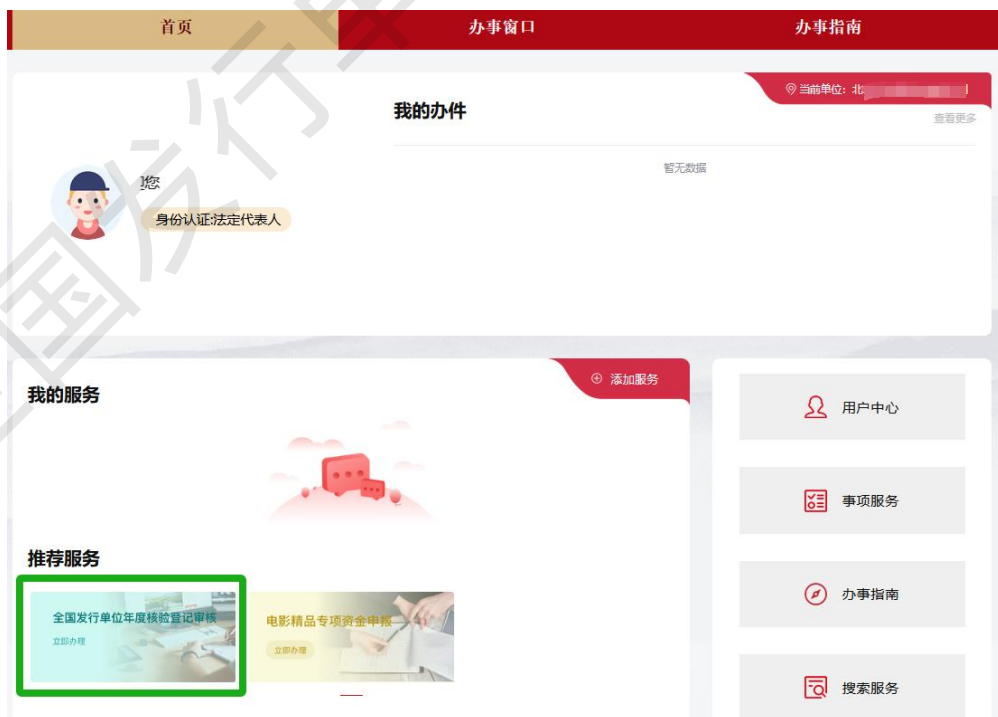 首页
办事窗口
办事指南
当前单位：北
我的办件
查看更多
暂无数据
您
身份认证:法定代表人
我的服务
添加服务
推荐服务
全国发行单位年度核验登记审核
立即办理
电影精品专项资金申报
立即办理
用户中心
事项服务
办事指南
搜索服务
国发行单